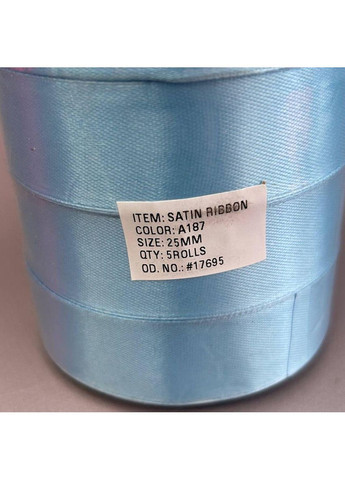 ITEM: SATIN RIBBON
COLOR: A187
SIZE: 25MM
QTY: 5ROLLS
OD. NO.: #17695